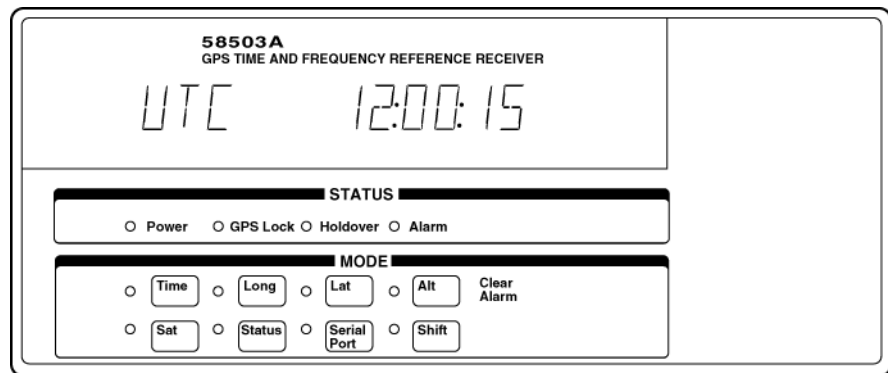 58503A
GPS TIME AND FREQUENCY REFERENCE RECEIVER
UTC 12:00:15
STATUS
Power GPS Lock Holdover Alarm
MODE
Time Long Lat Alt Clear Alarm
Sat Status Serial Port Shift